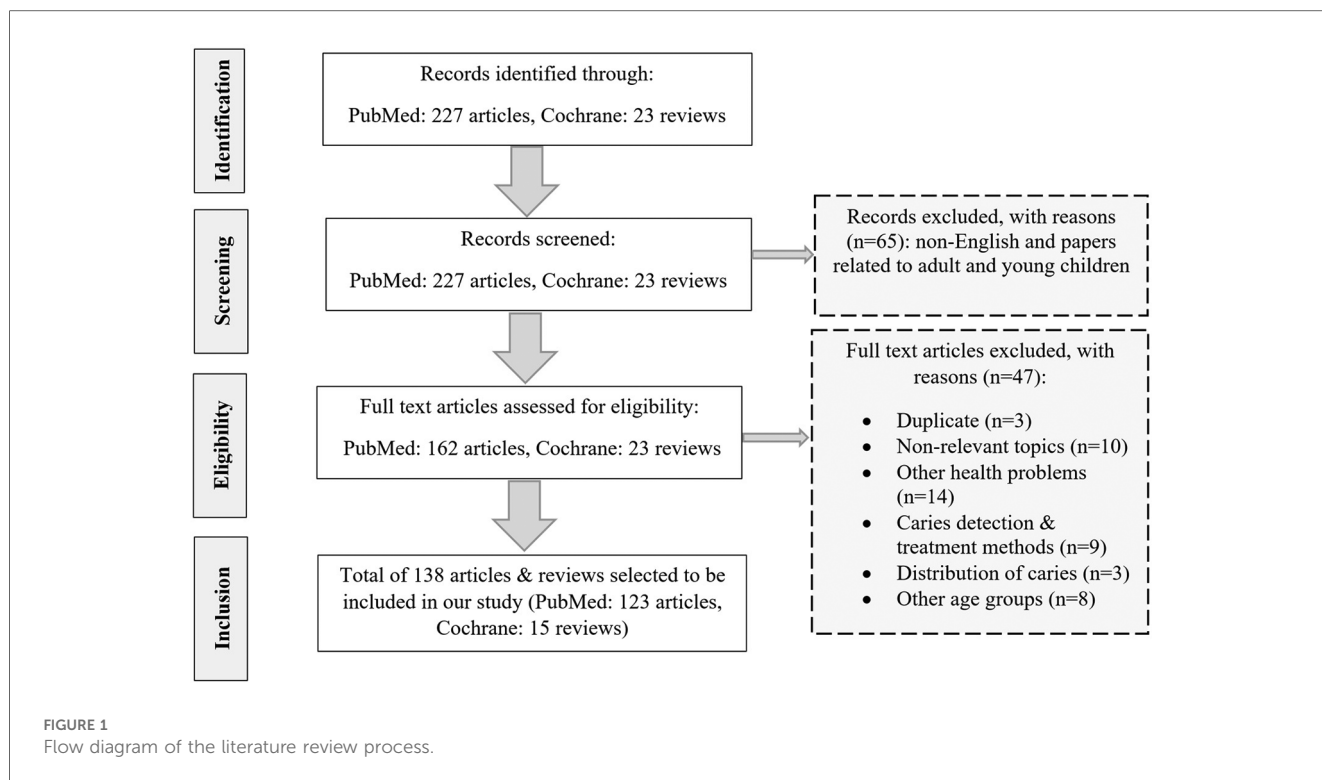 Identification
Records identified through:
PubMed: 227 articles, Cochrane: 23 reviews
Screening
Records screened:
PubMed: 227 articles, Cochrane: 23 reviews
Records excluded, with reasons
(n=65): non-English and papers
related to adult and young children
Eligibility
Full text articles assessed for eligibility:
PubMed: 162 articles, Cochrane: 23 reviews
Full text articles excluded, with
reasons (n=47):
• Duplicate (n=3)
• Non-relevant topics (n=10)
• Other health problems
(n=14)
• Caries detection &
treatment methods (n=9)
• Distribution of caries (n=3)
• Other age groups (n=8)
Inclusion
Total of 138 articles & reviews selected to be
included in our study (PubMed: 123 articles,
Cochrane: 15 reviews)
FIGURE 1
Flow diagram of the literature review process.